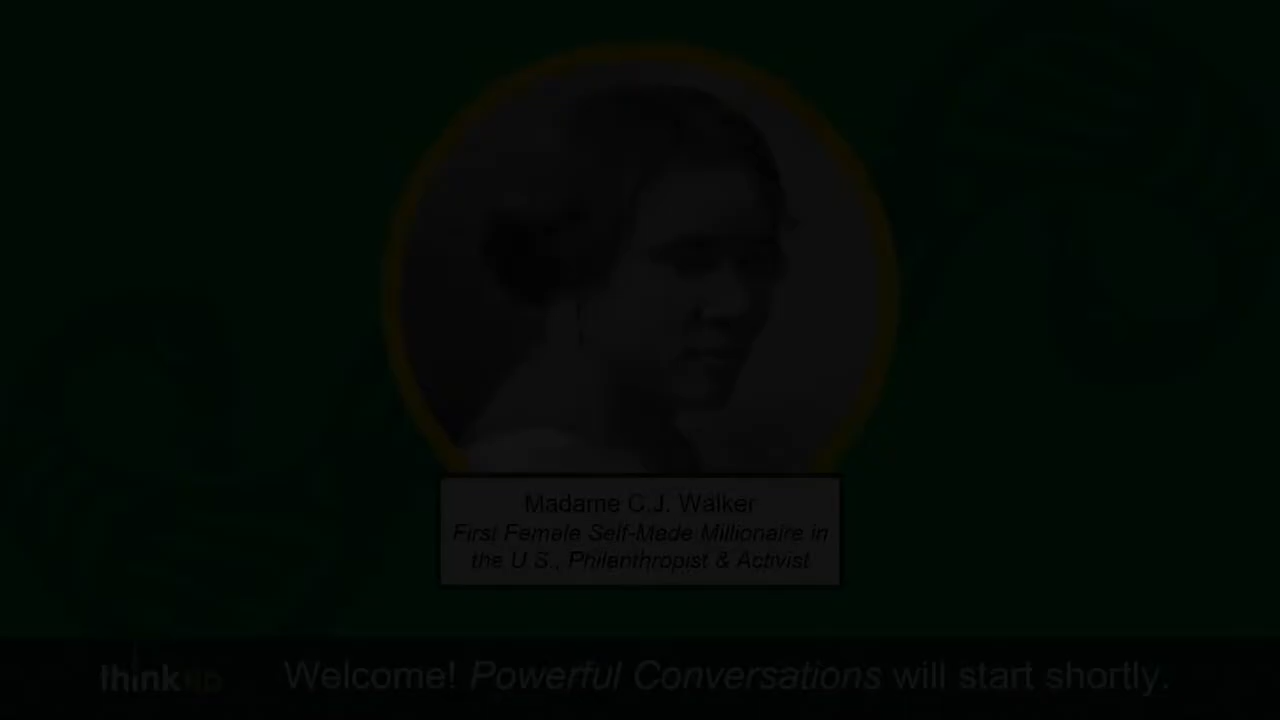 Madame C.J. Walker
First Female Self-Made Millionaire in
the U.S., Philanthropist & Activist
thinkup Welcome! Powerful Conversations will start shortly.